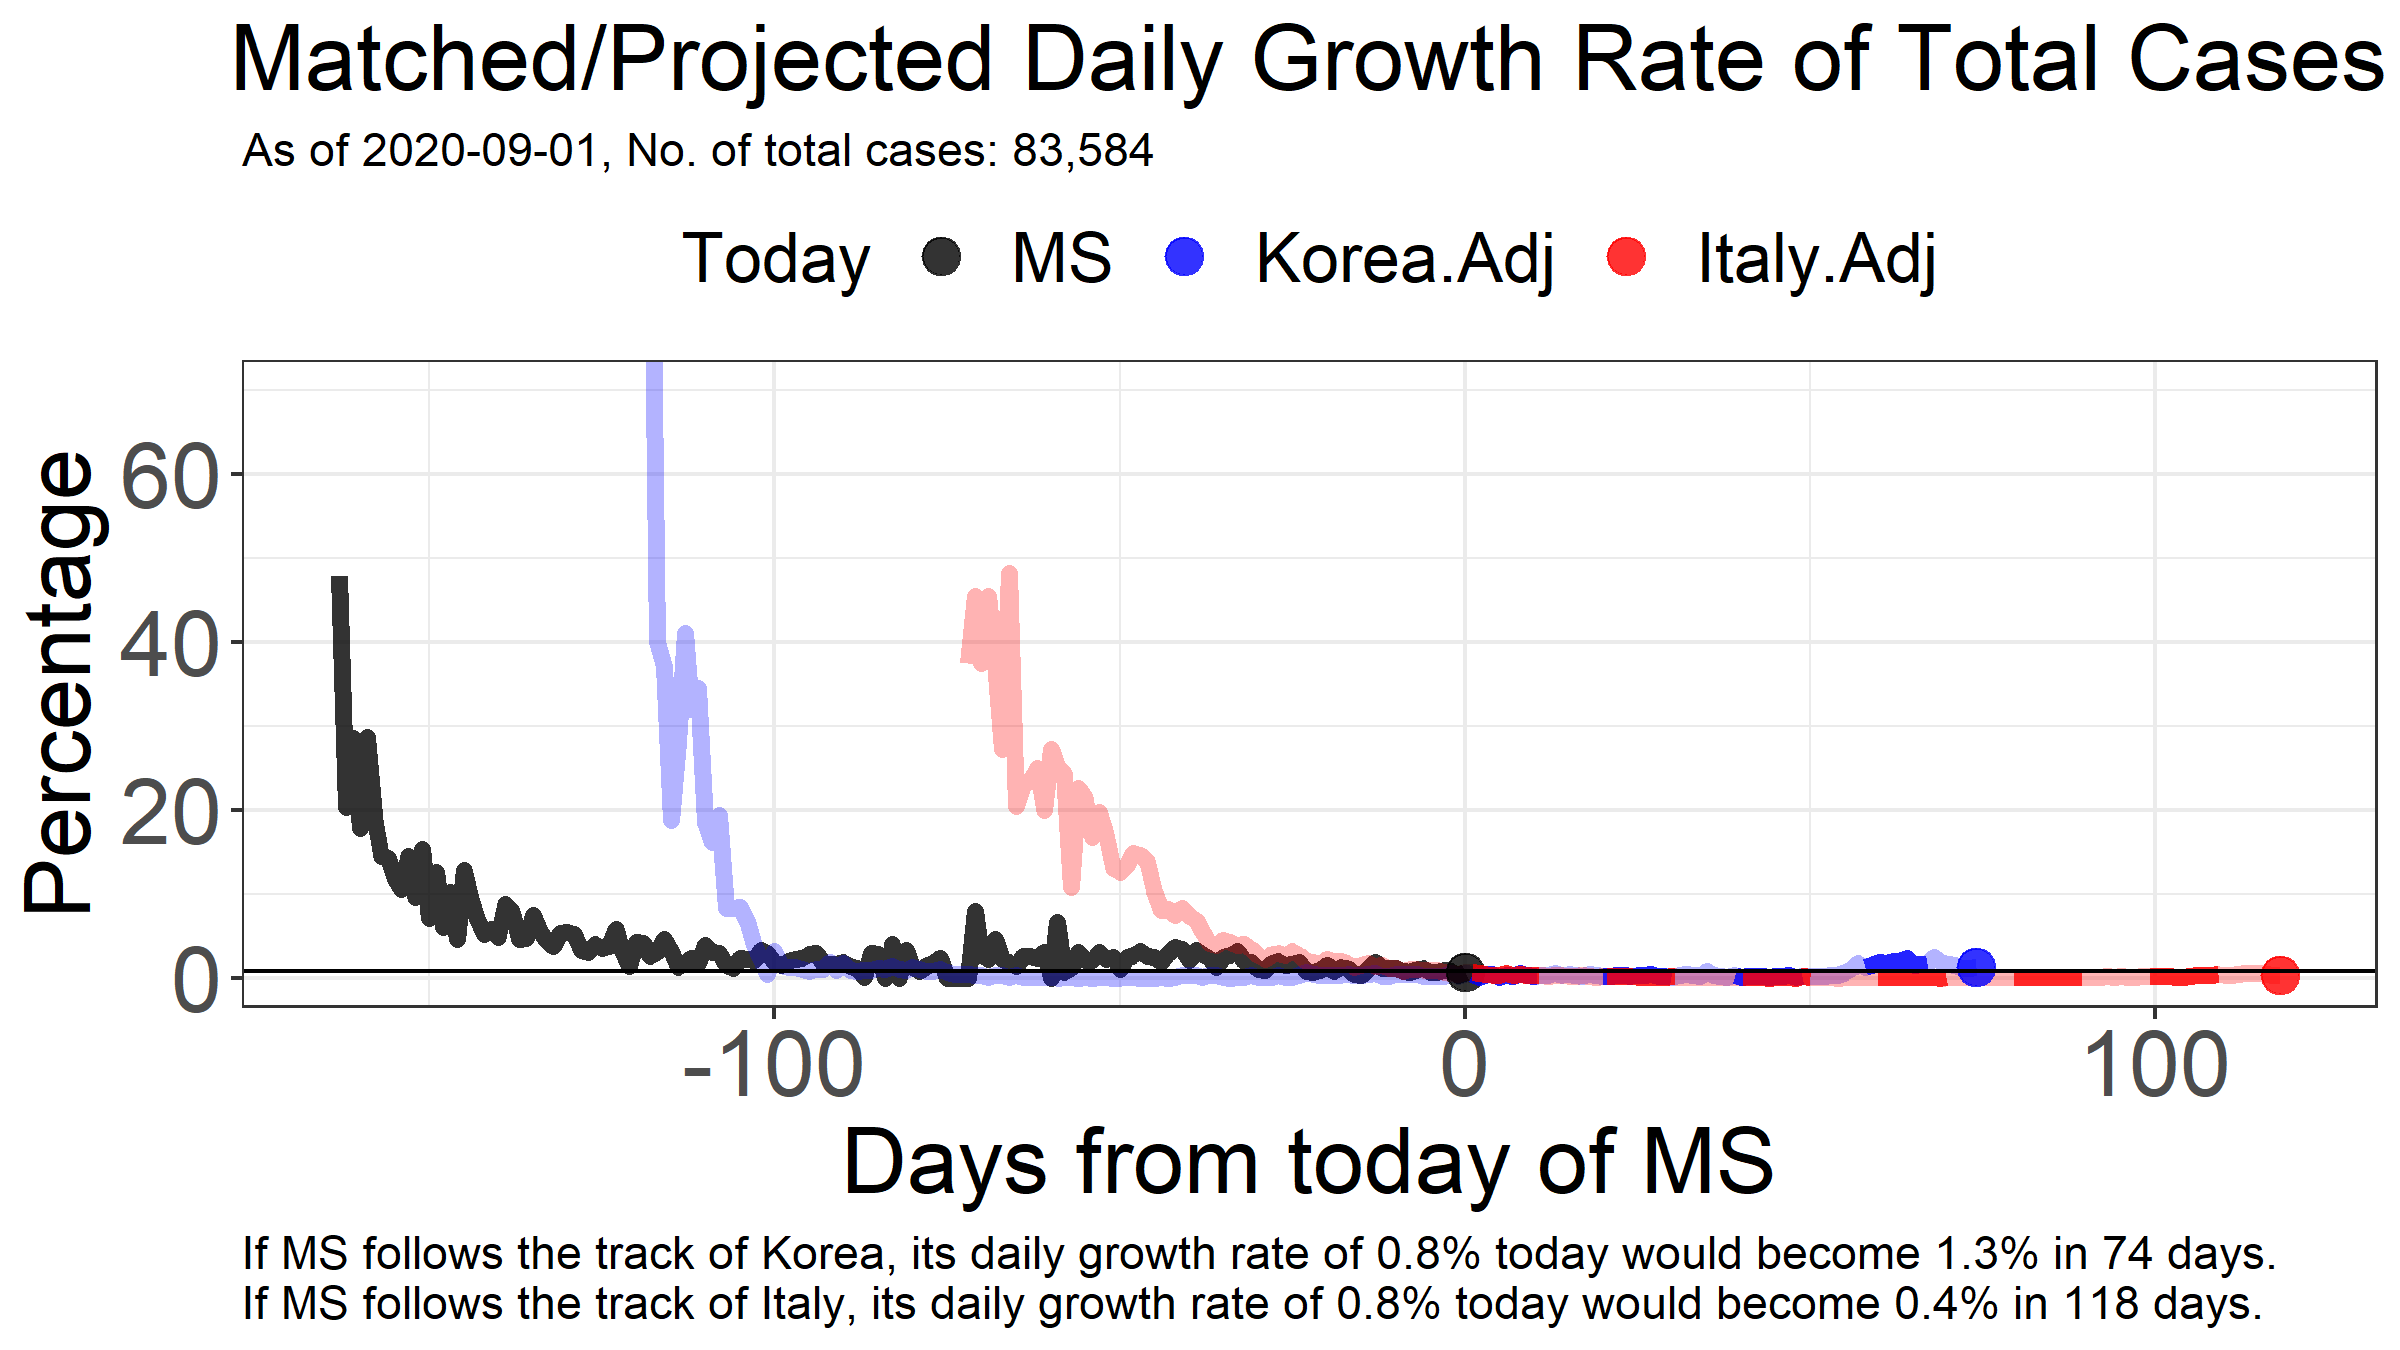 Matched/Projected Daily Growth Rate of Total Cases
As of 2020-09-01, No. of total cases: 83,584
Today MS Korea.Adj Italy.Adj
Percentage
60
40
20
0
-100 0 100
Days from today of MS
If MS follows the track of Korea, its daily growth rate of 0.8% today would become 1.3% in 74 days.
If MS follows the track of Italy, its daily growth rate of 0.8% today would become 0.4% in 118 days.